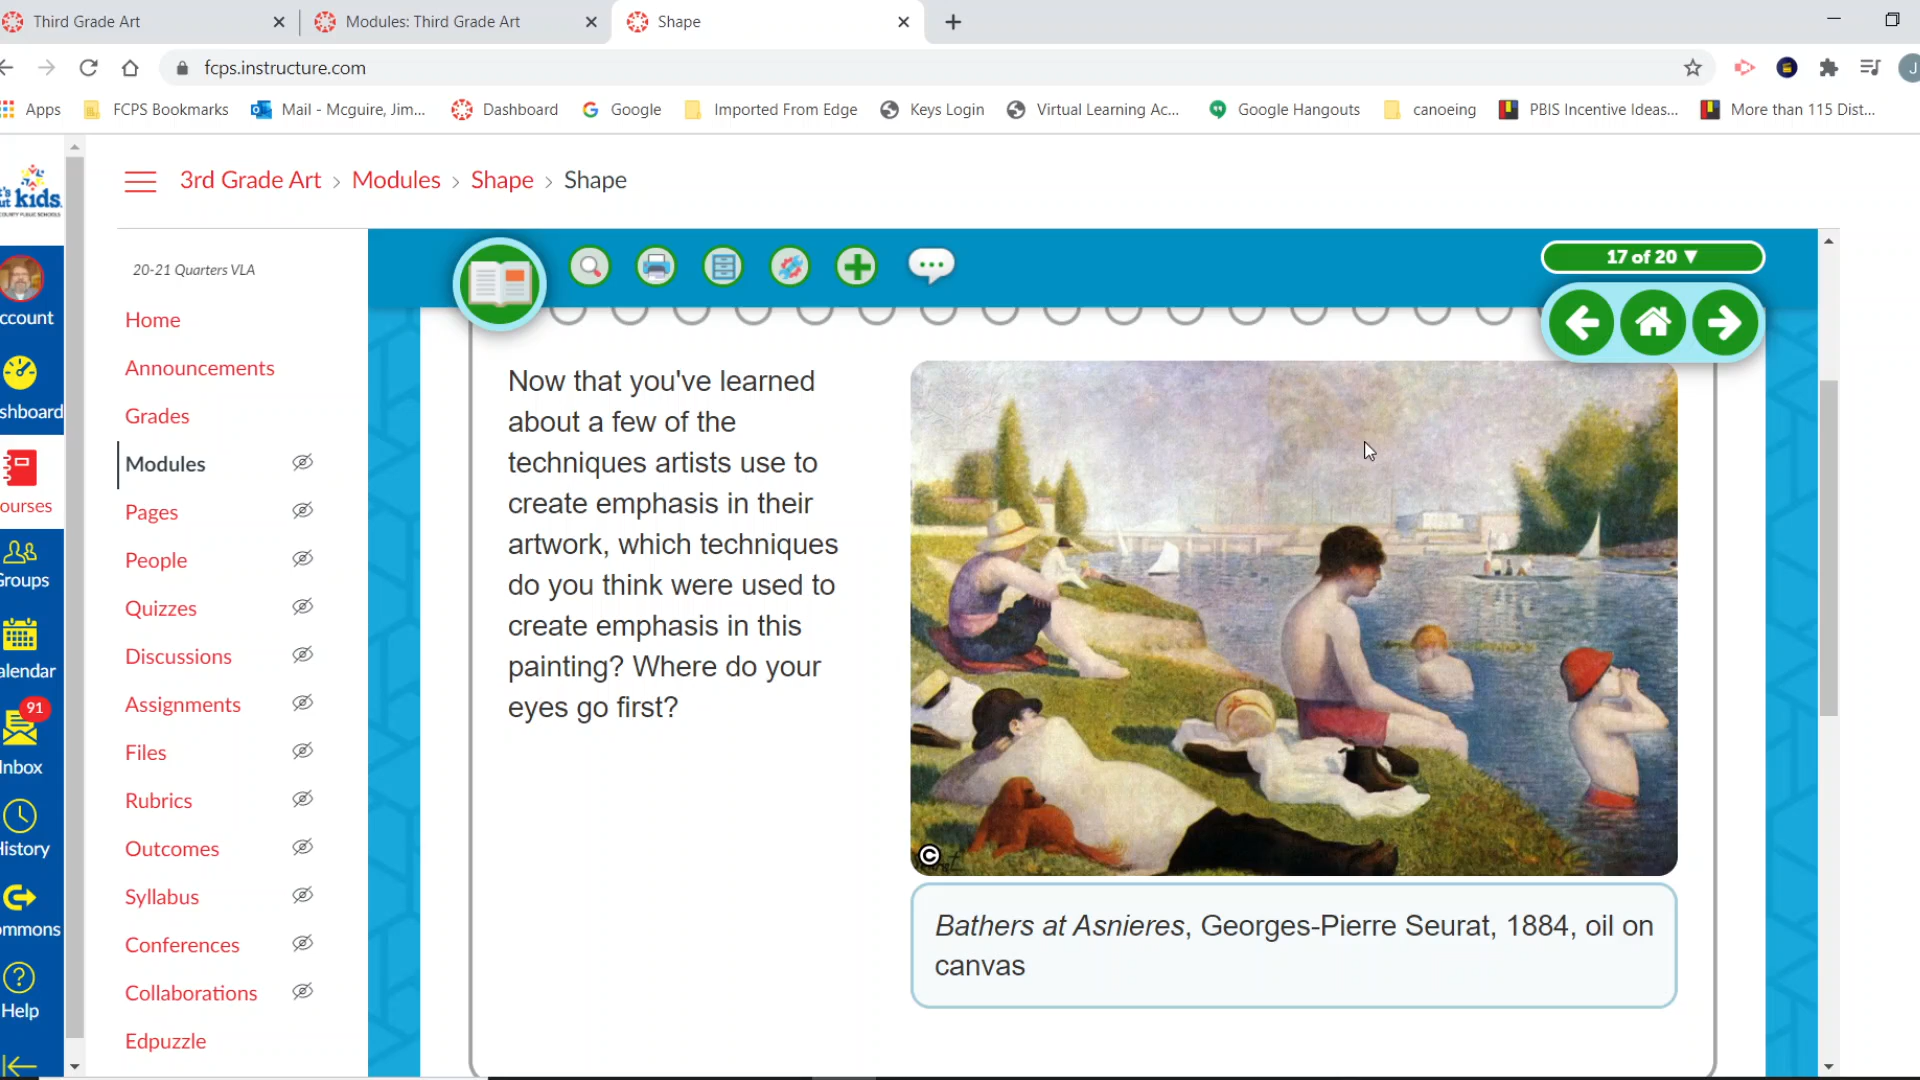 Third Grade Art
Modules: Third Grade Art
Shape
fcps.instructure.com
Apps
FCPS Bookmarks
Mail - Mcguire, Jim...
Dashboard
Google
Imported From Edge
Keys Login
Virtual Learning Ac...
Google Hangouts
canoeing
PBIS Incentive Ideas...
More than 115 Dist...
kids
3rd Grade Art > Modules > Shape > Shape
20-21 Quarters VLA
Home
Announcements
Grades
Modules
Pages
People
Quizzes
Discussions
Assignments
Files
Rubrics
Outcomes
Syllabus
Conferences
Collaborations
Edpuzzle
ccount
shboard
ourses
Groups
alendar
91
Inbox
History
mmons
Help
17 of 20 ▼
Now that you've learned
about a few of the
techniques artists use to
create emphasis in their
artwork, which techniques
do you think were used to
create emphasis in this
painting? Where do your
eyes go first?
©
Bathers at Asnieres, Georges-Pierre Seurat, 1884, oil on
canvas